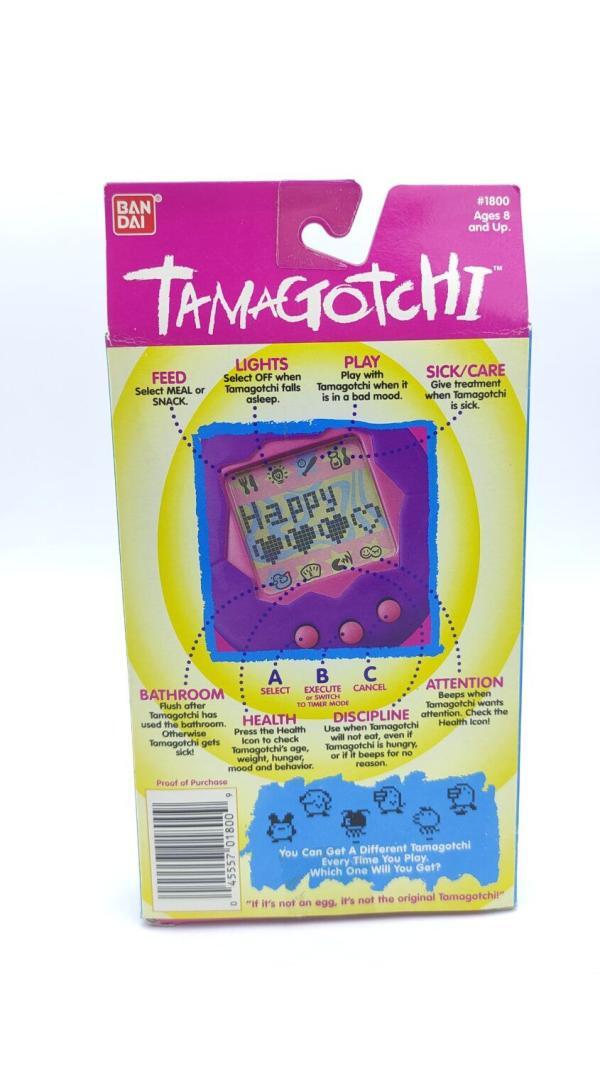 BAN
DAI
®
#1800
Ages 8
and Up.
TAMAGOTCHI™
FEED
Select MEAL or
SNACK.
LIGHTS
Select OFF when
Tamagotchi falls
asleep.
PLAY
Play with
Tamagotchi when it
is in a bad mood.
SICK/CARE
Give treatment
when Tamagotchi
is sick.
Happy
A
SELECT
B
EXECUTE
or SWITCH
TO TIMER MODE
C
CANCEL
BATHROOM
Flush after
Tamagotchi has
used the bathroom.
Otherwise
Tamagotchi gets
sick!
HEALTH
Press the Health
Icon to check
Tamagotchi's age,
weight, hunger,
mood and behavior.
DISCIPLINE
Use when Tamagotchi
will not eat, even if
Tamagotchi is hungry,
or if it beeps for no
reason.
ATTENTION
Beeps when
Tamagotchi wants
attention. Check the
Health Icon!
Proof of Purchase
0 45557 01800 9
You Can Get A Different Tamagotchi
Every Time You Play.
Which One Will You Get?
"If it's not an egg, it's not the original Tamagotchi!"